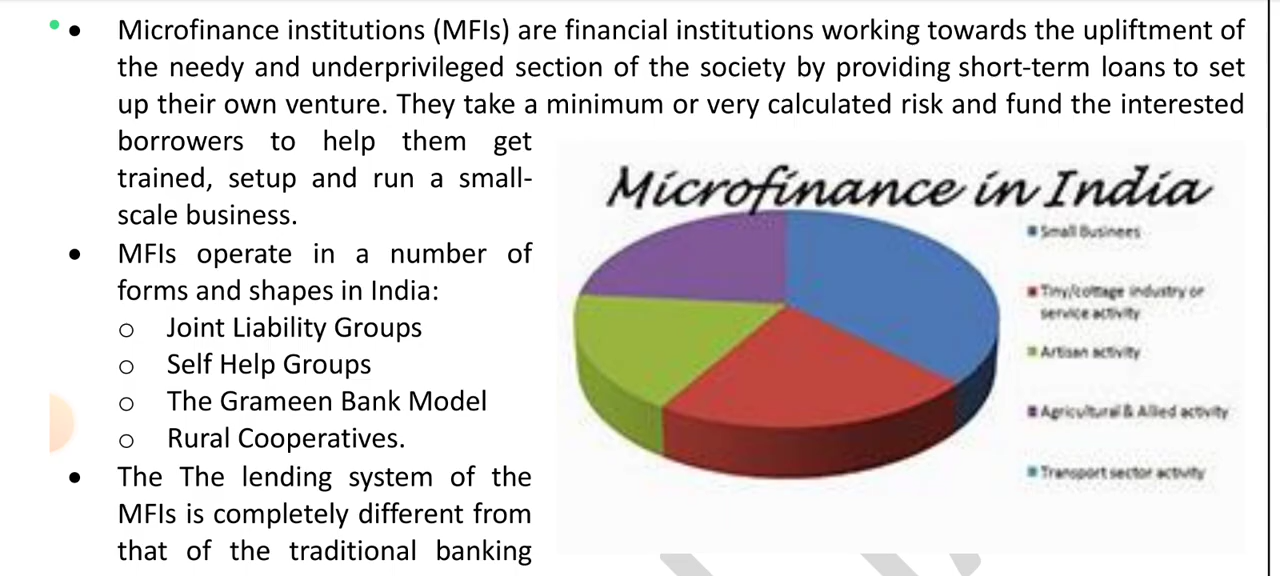 • Microfinance institutions (MFIs) are financial institutions working towards the upliftment of
the needy and underprivileged section of the society by providing short-term loans to set
up their own venture. They take a minimum or very calculated risk and fund the interested
borrowers to help them get
trained, setup and run a small-
scale business.
• MFIs operate in a number of
forms and shapes in India:
o Joint Liability Groups
o Self Help Groups
o The Grameen Bank Model
o Rural Cooperatives.
• The The lending system of the
MFIs is completely different from
that of the traditional banking
Microfinance in India
Small Businees
Tiny/cottage industry or
service activity
Artisan activity
Agricultural & Allied activity
Transport sector activity